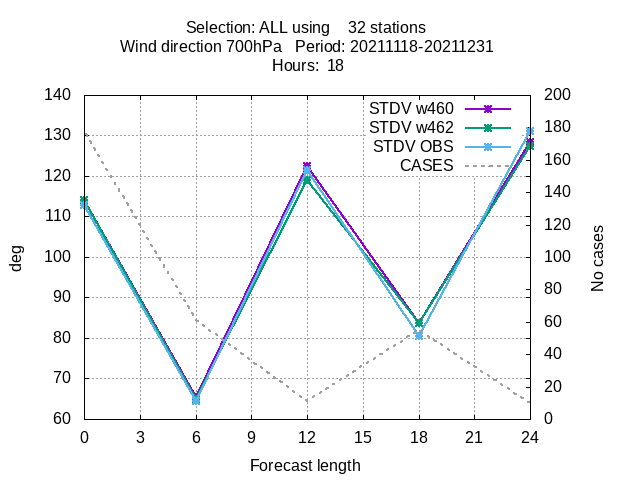 Selection: ALL using    32 stations
Wind direction 700hPa   Period: 20211118-20211231
Hours:  18
140
130
120
110
100
90
80
70
60
200
180
160
140
120
100
80
60
40
20
0
STDV w460
STDV w462
STDV OBS
CASES
deg
No cases
0 3 6 9 12 15 18 21 24
Forecast length